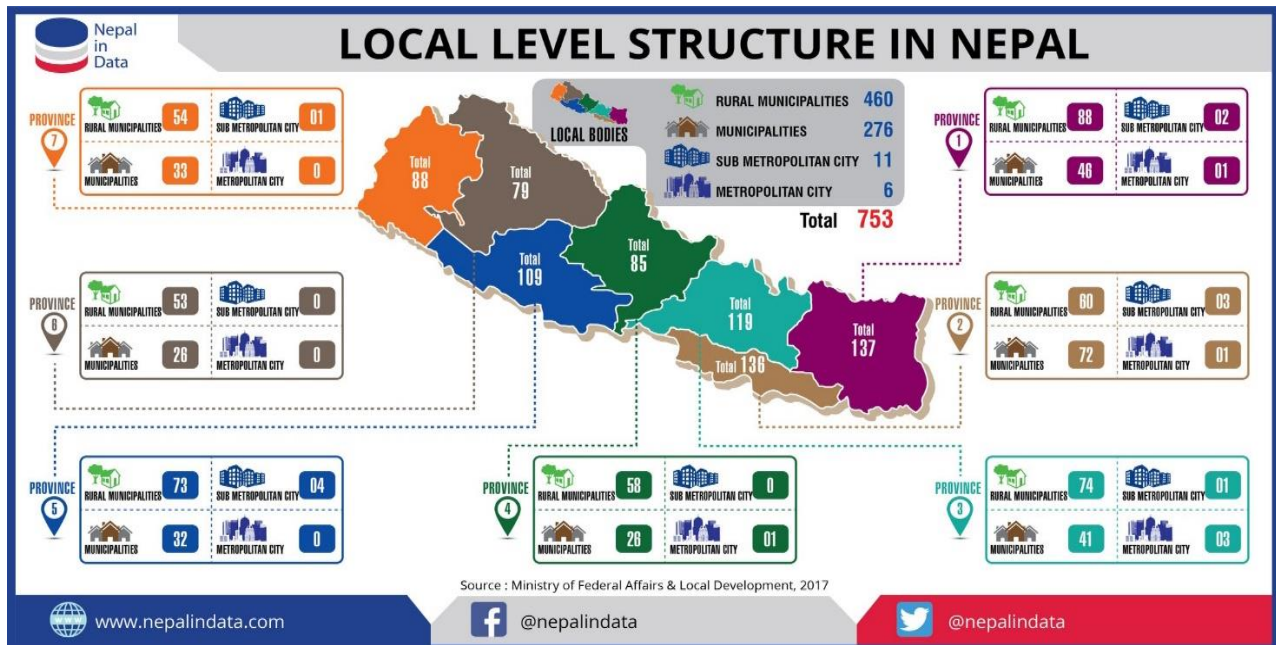 Nepal
in
Data
LOCAL LEVEL STRUCTURE IN NEPAL
PROVINCE
7
RURAL MUNICIPALITIES 54
SUB METROPOLITAN CITY 01
MUNICIPALITIES 33
METROPOLITAN CITY 0
LOCAL BODIES
RURAL MUNICIPALITIES 460
MUNICIPALITIES 276
SUB METROPOLITAN CITY 11
METROPOLITAN CITY 6
Total 753
PROVINCE
1
RURAL MUNICIPALITIES 88
SUB METROPOLITAN CITY 02
MUNICIPALITIES 46
METROPOLITAN CITY 01
Total
88
Total
79
Total
109
Total
85
Total
119
Total 136
Total
137
PROVINCE
6
RURAL MUNICIPALITIES 53
SUB METROPOLITAN CITY 0
MUNICIPALITIES 26
METROPOLITAN CITY 0
PROVINCE
2
RURAL MUNICIPALITIES 60
SUB METROPOLITAN CITY 03
MUNICIPALITIES 72
METROPOLITAN CITY 01
PROVINCE
5
RURAL MUNICIPALITIES 73
SUB METROPOLITAN CITY 04
MUNICIPALITIES 32
METROPOLITAN CITY 0
PROVINCE
4
RURAL MUNICIPALITIES 58
SUB METROPOLITAN CITY 0
MUNICIPALITIES 26
METROPOLITAN CITY 01
PROVINCE
3
RURAL MUNICIPALITIES 74
SUB METROPOLITAN CITY 01
MUNICIPALITIES 41
METROPOLITAN CITY 03
Source : Ministry of Federal Affairs & Local Development, 2017
www
www.nepalindata.com
@nepalindata
@nepalindata